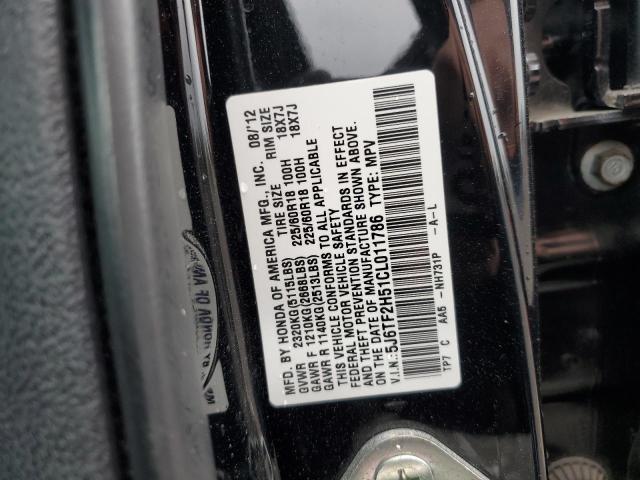 MFD. BY HONDA OF AMERICA MFG., INC. 08/'12
TIRE SIZE RIM SIZE
GVWR 2320KG(5115LBS) 225/60R18 100H 18X7J
GAWR F 1210KG(2668LBS) 225/60R18 100H 18X7J
GAWR R 1140KG(2513LBS)
THIS VEHICLE CONFORMS TO ALL APPLICABLE
FEDERAL MOTOR VEHICLE SAFETY
AND THEFT PREVENTION STANDARDS IN EFFECT
ON THE DATE OF MANUFACTURE SHOWN ABOVE.
V.I.N.:5J6TF2H51CL011786 TYPE: MPV
TP7 C AA5 -NH731P -A-L